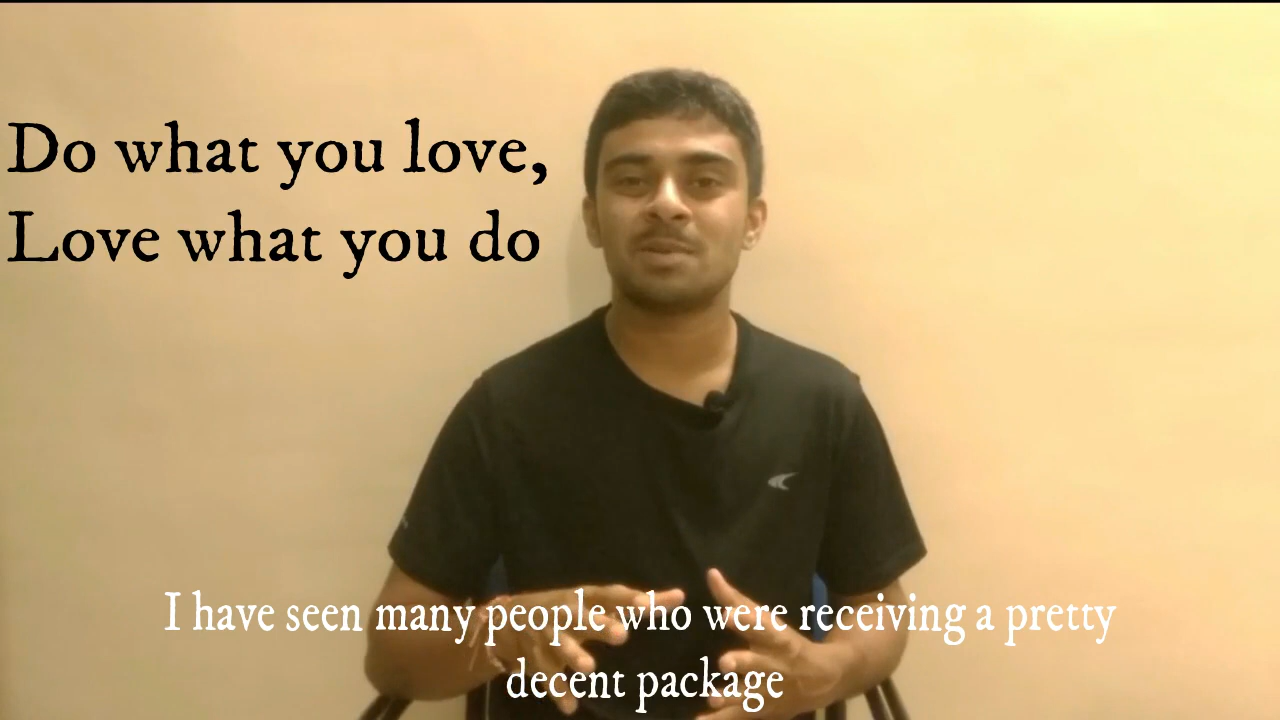 Do what you love,
Love what you do
I have seen many people who were receiving a pretty
decent package